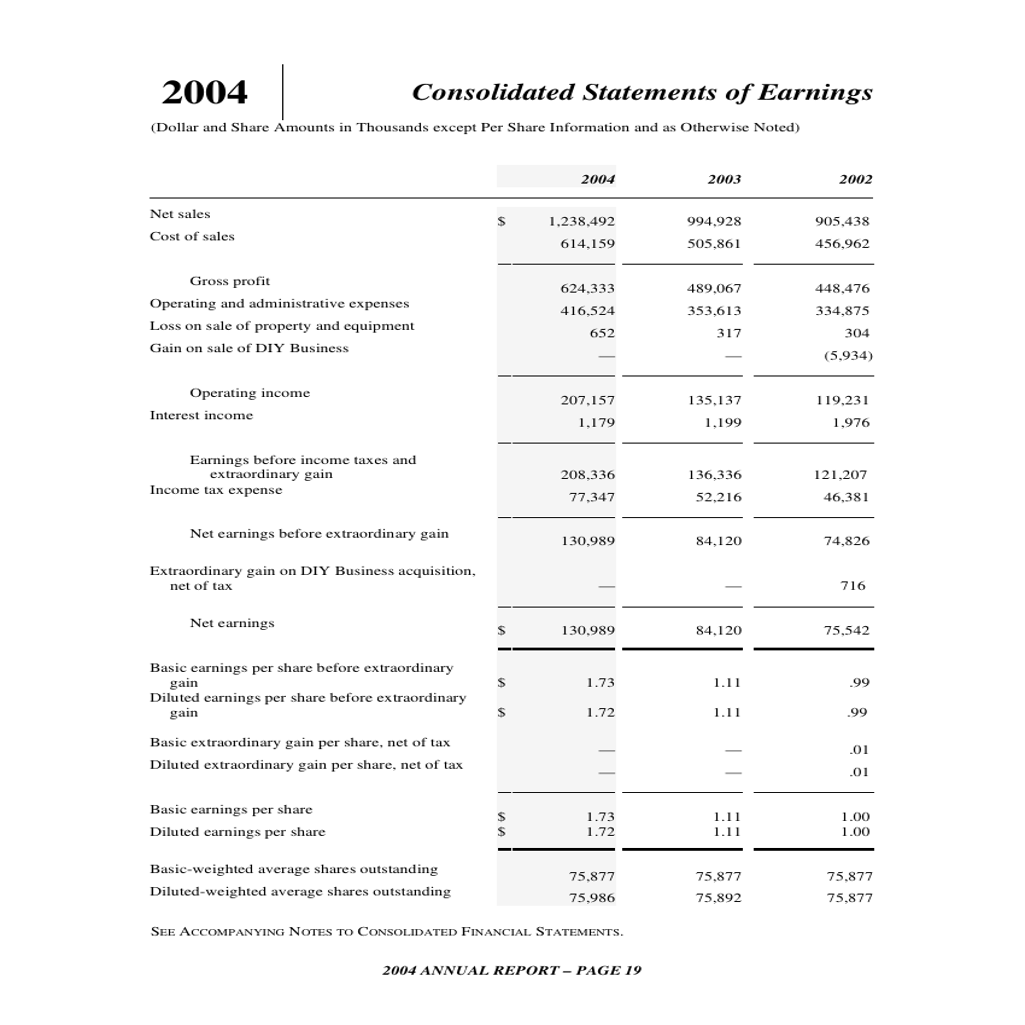 2004 Consolidated Statements of Earnings
(Dollar and Share Amounts in Thousands except Per Share Information and as Otherwise Noted)
2004 2003 2002
Net sales $ 1,238,492 994,928 905,438
Cost of sales 614,159 505,861 456,962
Gross profit 624,333 489,067 448,476
Operating and administrative expenses 416,524 353,613 334,875
Loss on sale of property and equipment 652 317 304
Gain on sale of DIY Business — — (5,934)
Operating income 207,157 135,137 119,231
Interest income 1,179 1,199 1,976
Earnings before income taxes and
extraordinary gain 208,336 136,336 121,207
Income tax expense 77,347 52,216 46,381
Net earnings before extraordinary gain 130,989 84,120 74,826
Extraordinary gain on DIY Business acquisition,
net of tax — — 716
Net earnings $ 130,989 84,120 75,542
Basic earnings per share before extraordinary
gain $ 1.73 1.11 .99
Diluted earnings per share before extraordinary
gain $ 1.72 1.11 .99
Basic extraordinary gain per share, net of tax — — .01
Diluted extraordinary gain per share, net of tax — — .01
Basic earnings per share $ 1.73 1.11 1.00
Diluted earnings per share $ 1.72 1.11 1.00
Basic-weighted average shares outstanding 75,877 75,877 75,877
Diluted-weighted average shares outstanding 75,986 75,892 75,877
SEE ACCOMPANYING NOTES TO CONSOLIDATED FINANCIAL STATEMENTS.
2004 ANNUAL REPORT – PAGE 19